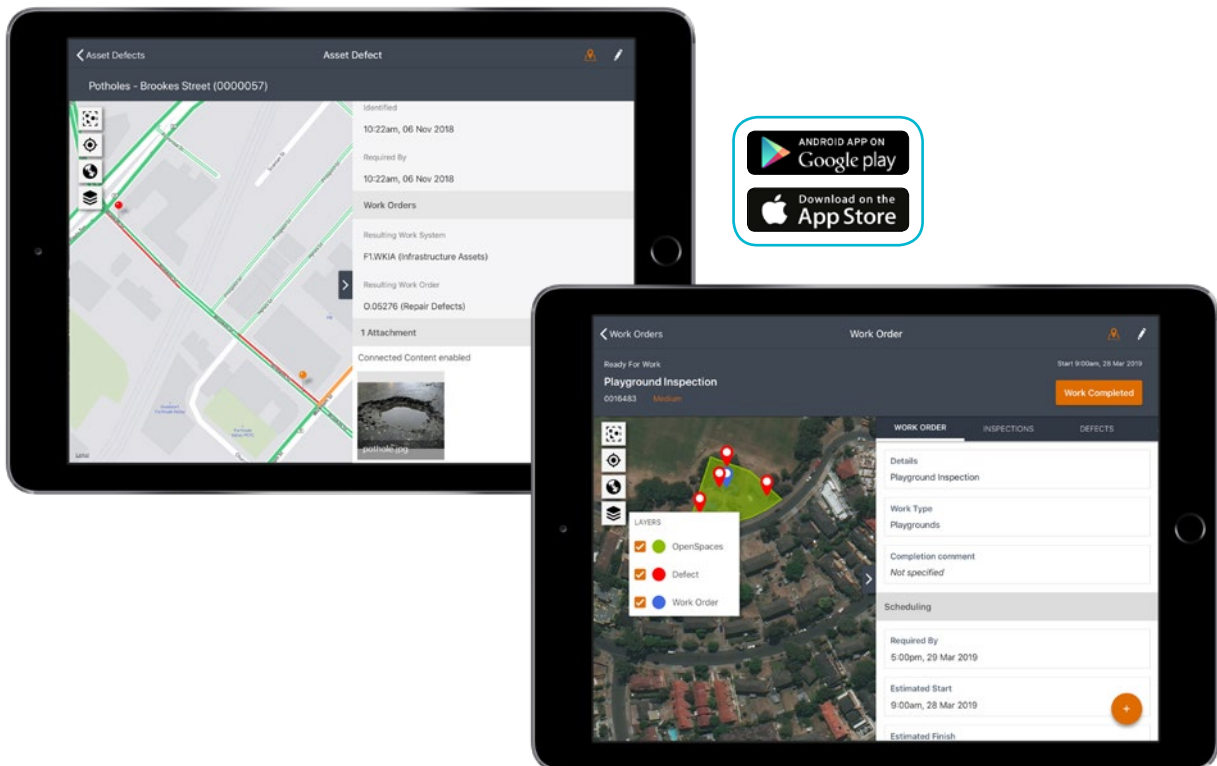 Asset Defects
Asset Defect
Potholes - Brookes Street (0000057)
Identified
10:22am, 06 Nov 2018
Required By
10:22am, 06 Nov 2018
Work Orders
Resulting Work System
F1.WKIA (Infrastructure Assets)
Resulting Work Order
O.05276 (Repair Defects)
1 Attachment
Connected Content enabled
pothole.jpg
ANDROID APP ON
Google play
Download on the
App Store
Work Orders
Work Order
Ready For Work
Start 9:00am, 28 Mar 2019
Playground Inspection
0016483 Medium
Work Completed
WORK ORDER
INSPECTIONS
DEFECTS
LAYERS
OpenSpaces
Defect
Work Order
Details
Playground Inspection
Work Type
Playgrounds
Completion comment
Not specified
Scheduling
Required By
5:00pm, 29 Mar 2019
Estimated Start
9:00am, 28 Mar 2019
Estimated Finish